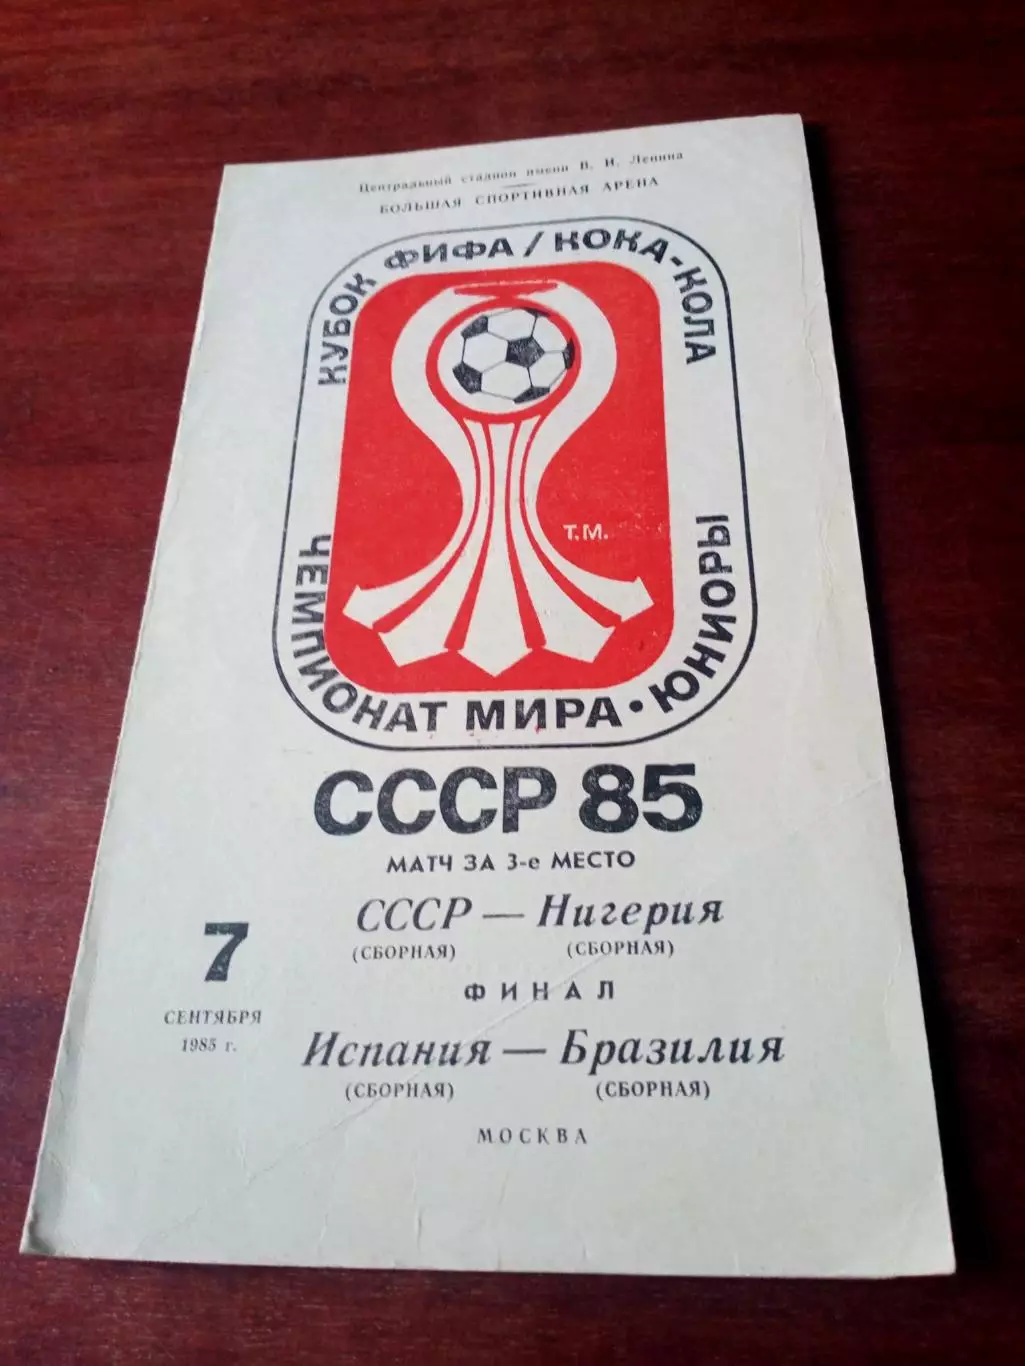 Центральный стадион имени В. И. Ленина
БОЛЬШАЯ СПОРТИВНАЯ АРЕНА
КУБОК ФИФА / КОКА-КОЛА
Т.М.
ЧЕМПИОНАТ МИРА · ЮНИОРЫ
СССР 85
МАТЧ ЗА 3-е МЕСТО
СССР — Нигерия
(СБОРНАЯ) (СБОРНАЯ)
7
СЕНТЯБРЯ
1985 г.
ФИНАЛ
Испания — Бразилия
(СБОРНАЯ) (СБОРНАЯ)
МОСКВА